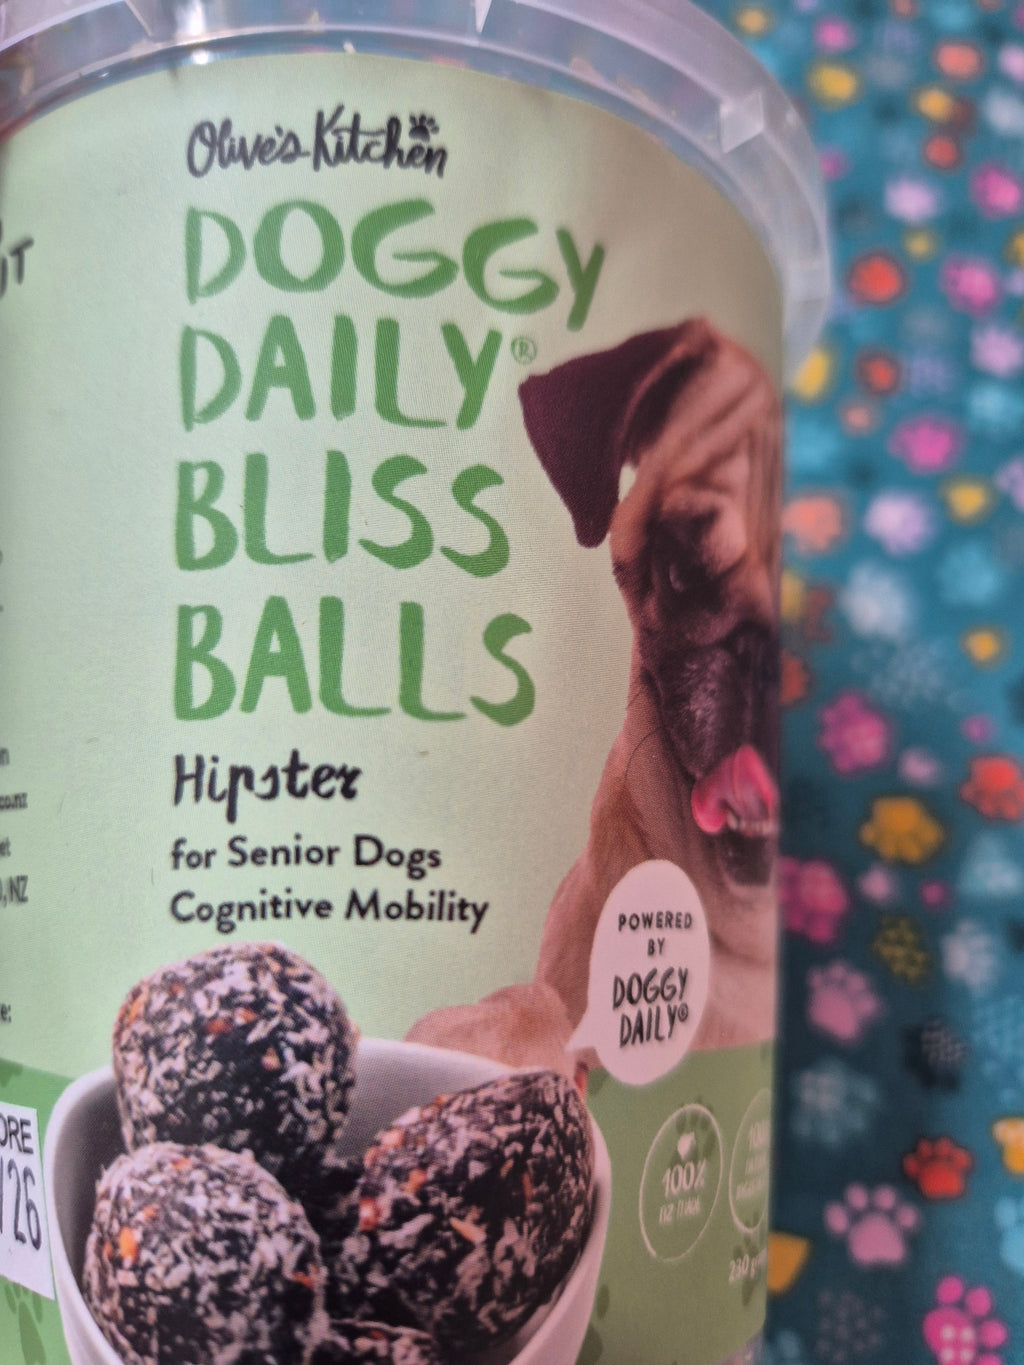 Olive's Kitchen
DOGGY
DAILY®
BLISS
BALLS
Hipster
for Senior Dogs
Cognitive Mobility
POWERED
BY
DOGGY
DAILY®
100%